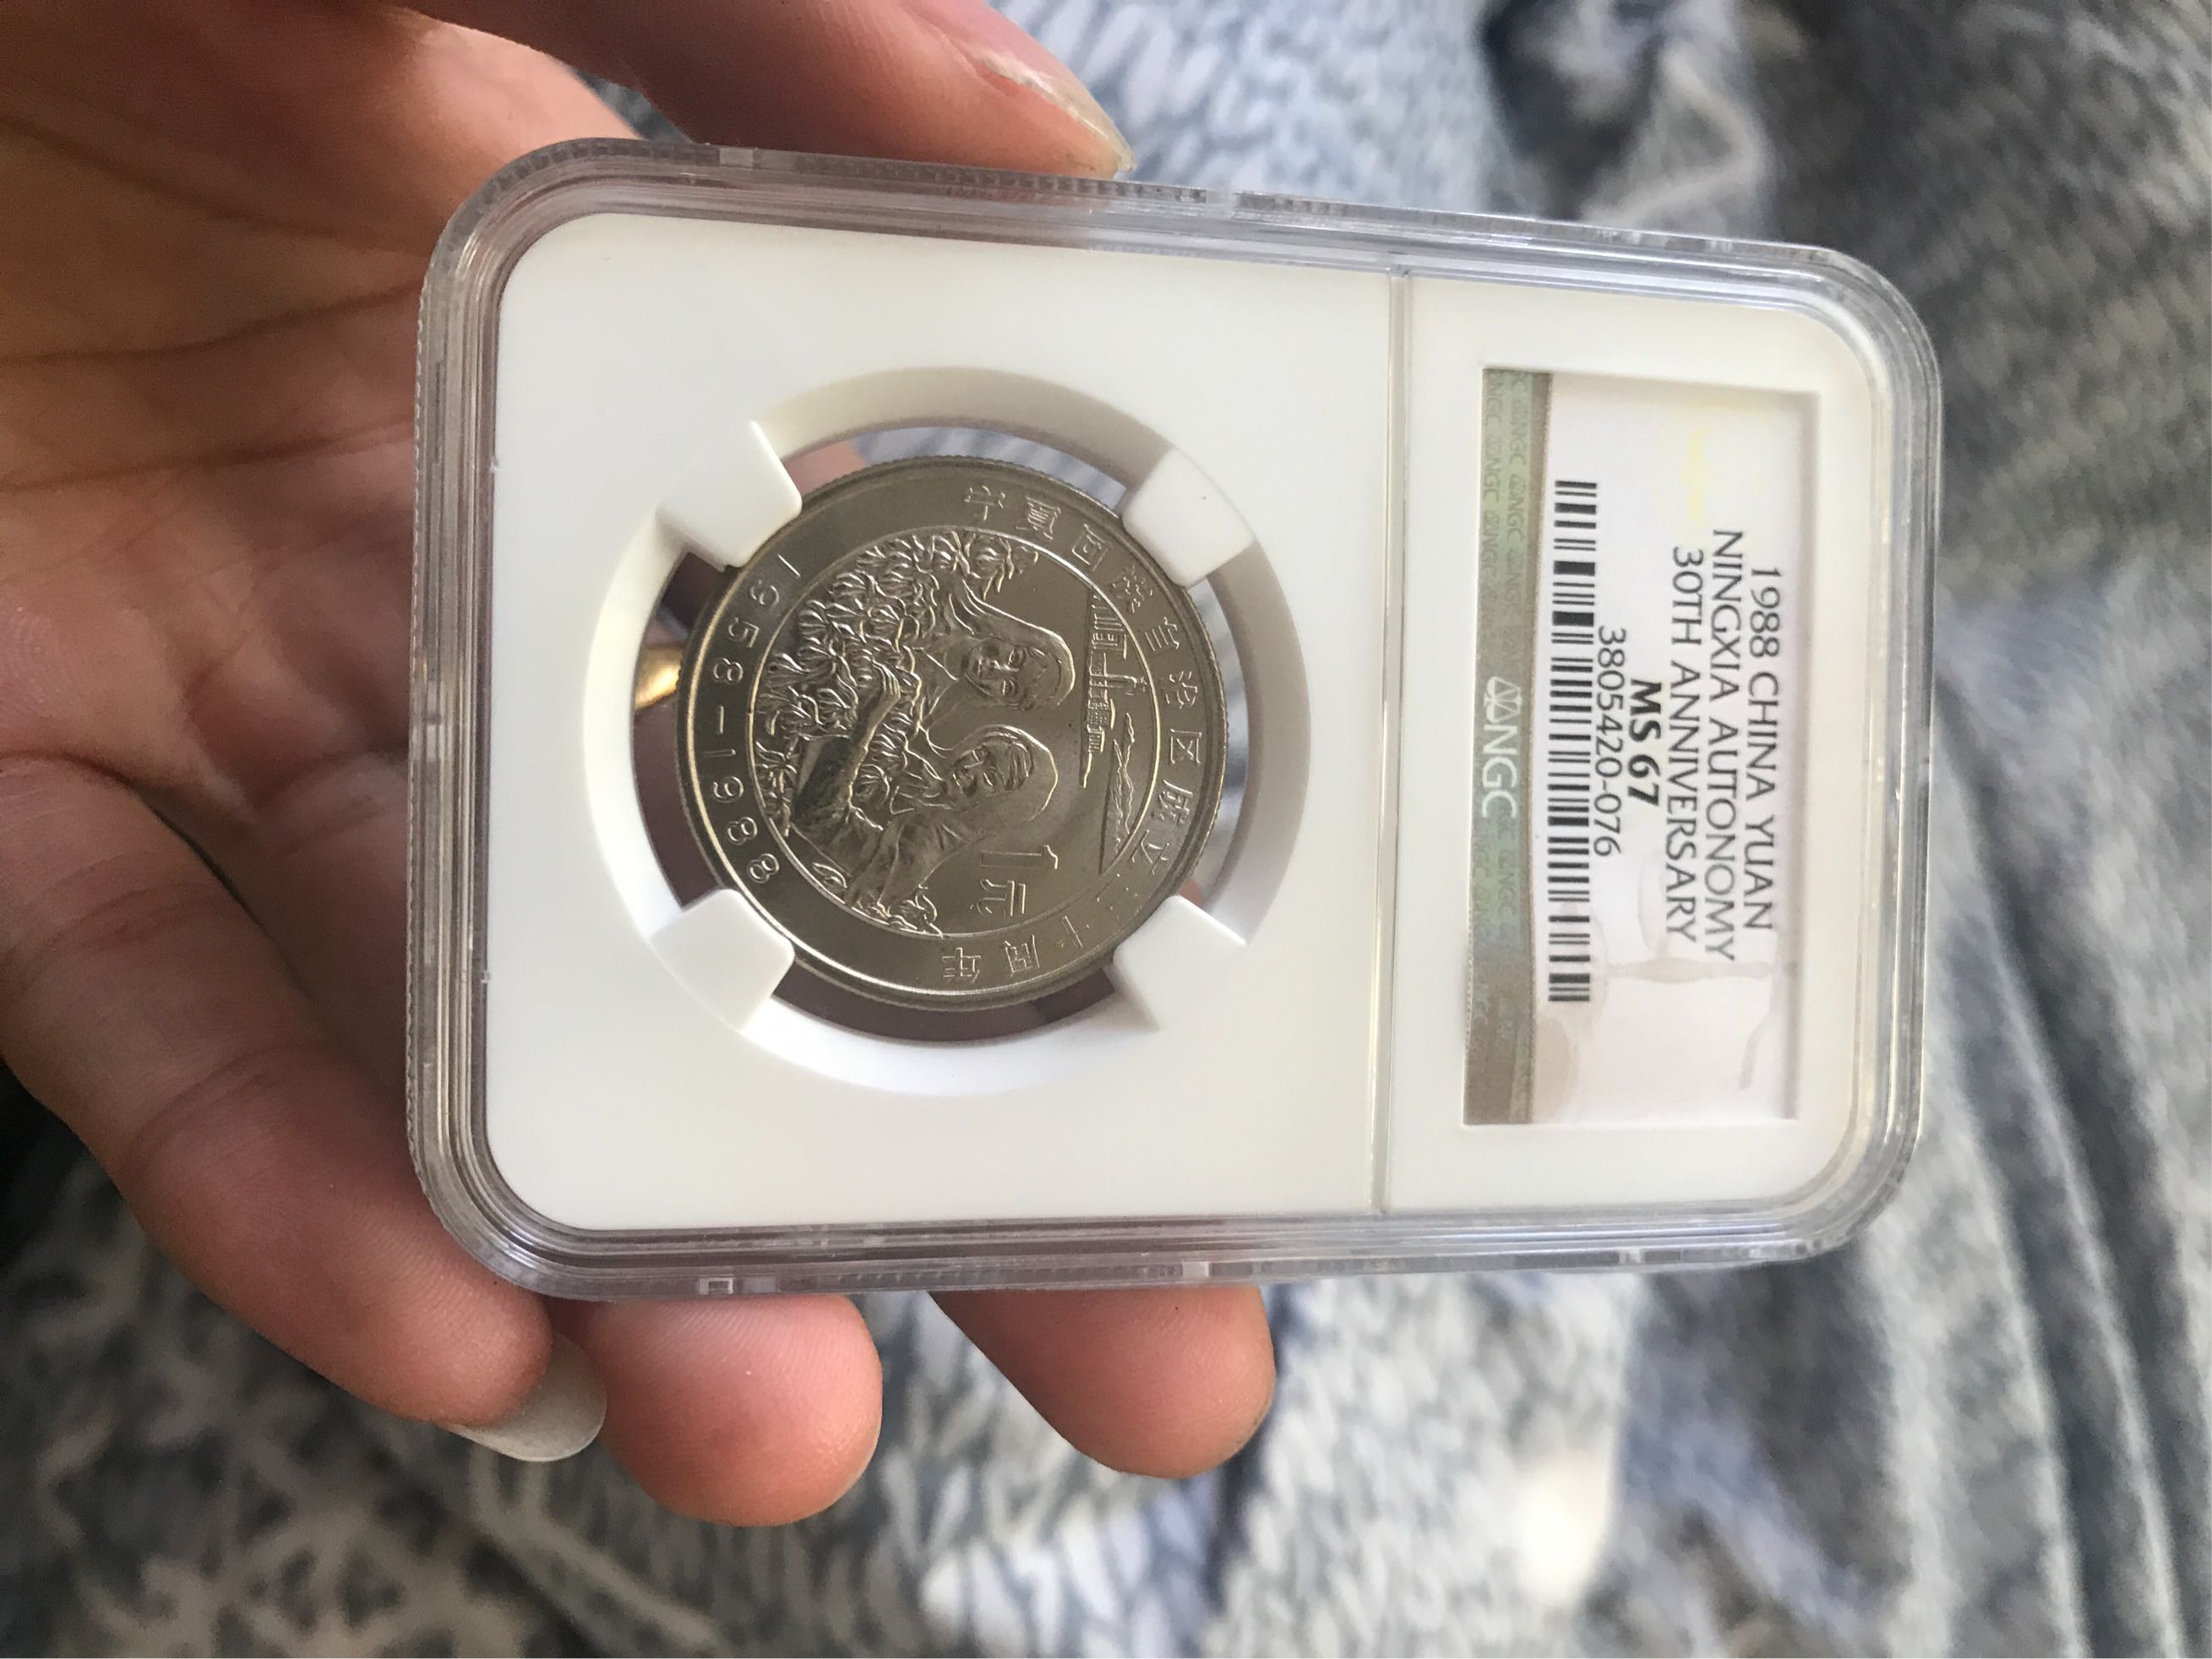 1988 CHINA YUAN
NINGXIA AUTONOMY
30TH ANNIVERSARY
MS 67
3805420-076
NGC
宁夏回族自治区成立三十周年
1元
1958-1988